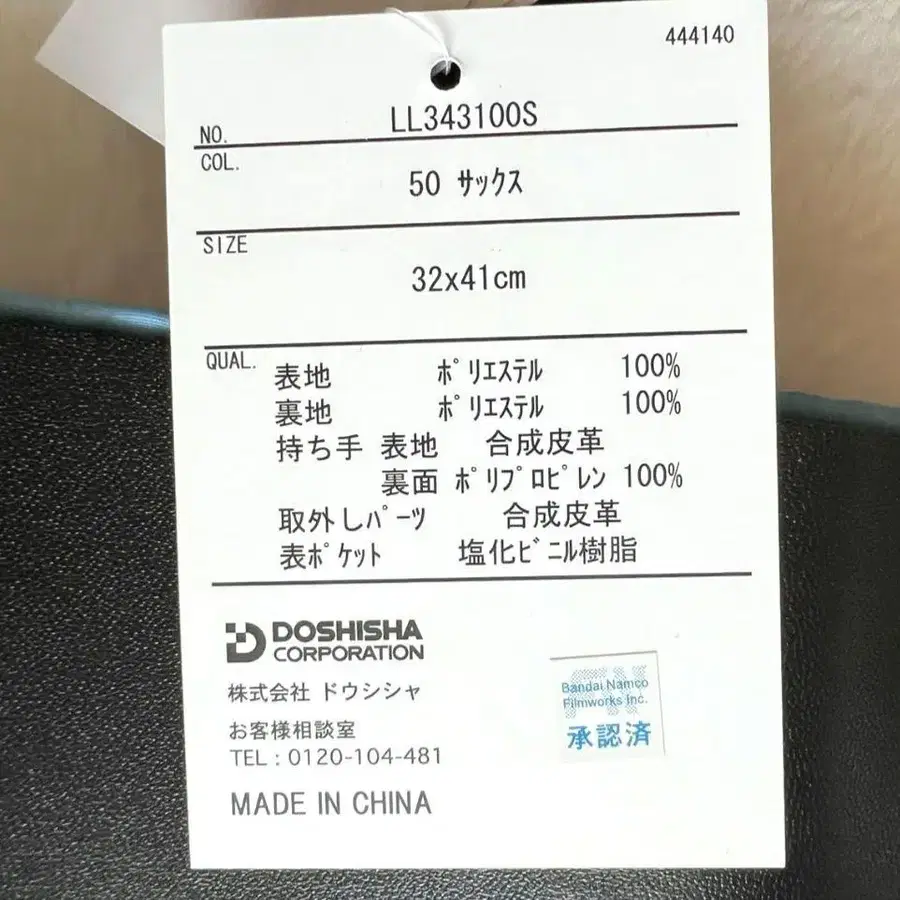 444140
NO. LL343100S
COL.
50 ｻｯｸｽ
SIZE
32x41cm
QUAL.
表地 ﾎﾟﾘｴｽﾃﾙ 100%
裏地 ﾎﾟﾘｴｽﾃﾙ 100%
持ち手 表地 合成皮革
裏面 ﾎﾟﾘﾌﾟﾛﾋﾟﾚﾝ 100%
取外しﾊﾟｰﾂ 合成皮革
表ﾎﾟｹｯﾄ 塩化ﾋﾞﾆﾙ樹脂
DOSHISHA
CORPORATION
株式会社 ドウシシャ
お客様相談室
TEL : 0120-104-481
MADE IN CHINA
Bandai Namco
Filmworks Inc.
承認済